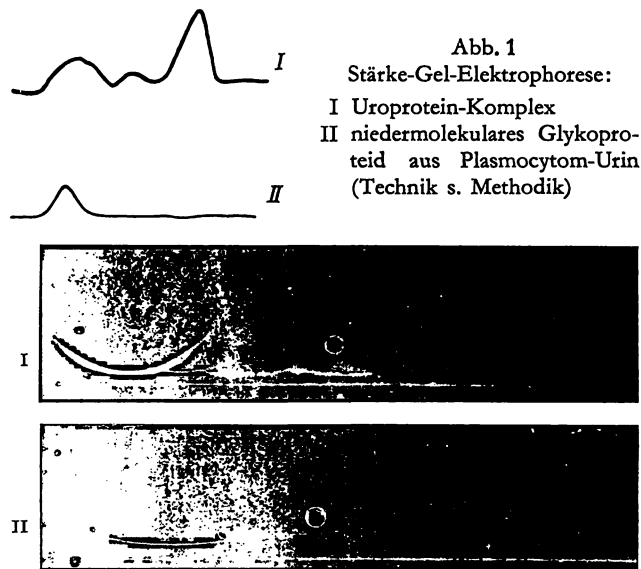 I
Abb. 1
Stärke-Gel-Elektrophorese:
I Uroprotein-Komplex
II niedermolekulares Glykopro-
teid aus Plasmocytom-Urin
(Technik s. Methodik)
II
I
II